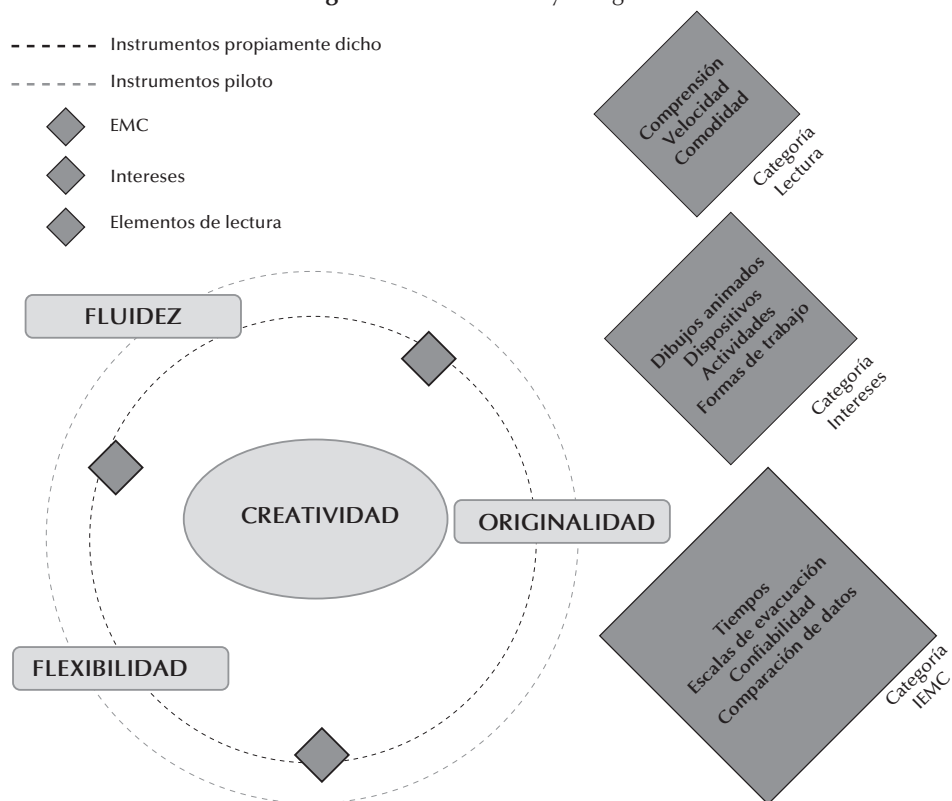 Instrumentos propiamente dicho
Instrumentos piloto
EMC
Intereses
Elementos de lectura
Comprensión
Velocidad
Comodidad
Categoría
Lectura
Dibujos animados
Dispositivos
Actividades
Formas de trabajo
Categoría
Intereses
FLUIDEZ
CREATIVIDAD
ORIGINALIDAD
FLEXIBILIDAD
Tiempos
Escalas de evacuación
Confiabilidad
Comparación de datos
Categoría
IEMC